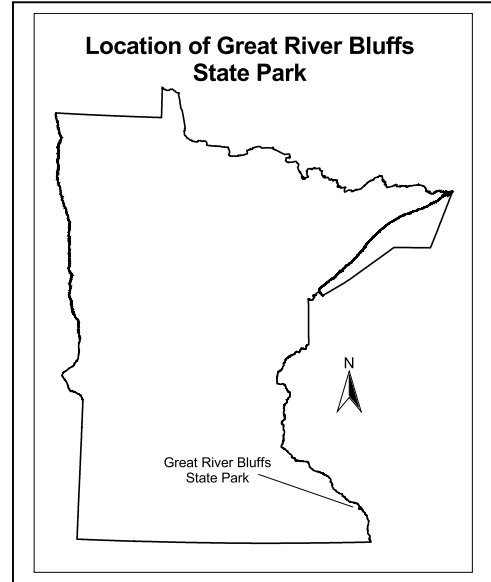 Location of Great River Bluffs
State Park
N
Great River Bluffs
State Park